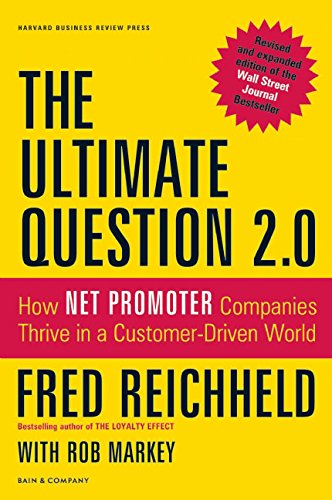 HARVARD BUSINESS REVIEW PRESS
Revised
and expanded
edition of the
Wall Street
Journal
Bestseller
THE
ULTIMATE
QUESTION 2.0
How NET PROMOTER Companies
Thrive in a Customer-Driven World
FRED REICHHELD
Bestselling author of THE LOYALTY EFFECT
WITH ROB MARKEY
BAIN & COMPANY